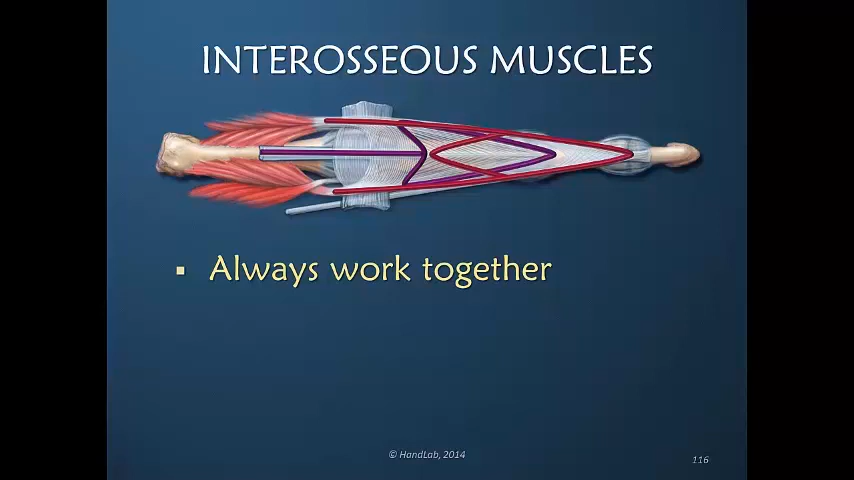 INTEROSSEOUS MUSCLES
▪ Always work together
© HandLab, 2014
116